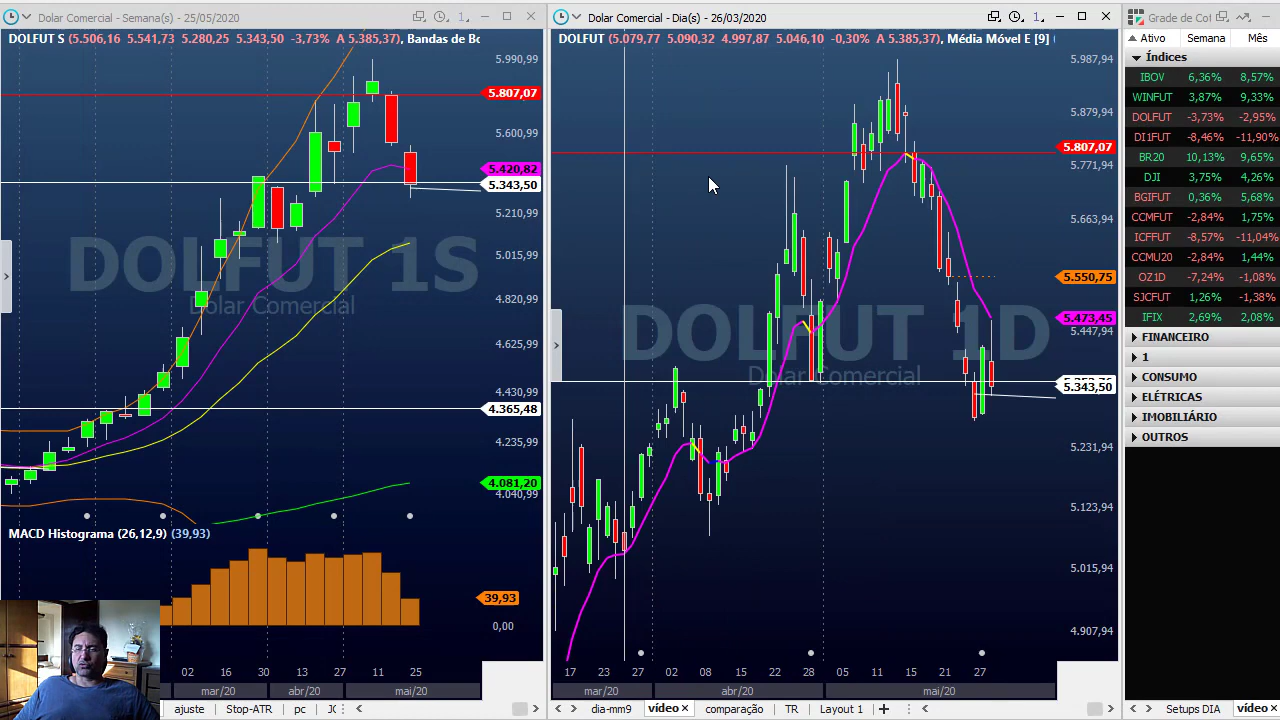 Dolar Comercial - Semana(s) - 25/05/2020
DOLFUT S (5.506,16 5.541,73 5.280,25 5.343,50 -3,73% A 5.385,37), Bandas de Bc
5.990,99
5.807,07
5.600,99
5.420,82
5.343,50
5.210,99
5.015,99
4.820,99
4.625,99
4.430,99
4.365,48
4.235,99
4.081,20
4.040,99
DOLFUT 1S
Dolar Comercial
MACD Histograma (26,12,9) (39,93)
39,93
0,00
02 16 30 13 27 11 25
mar/20 abr/20 mai/20
ajuste Stop-ATR pc
Dolar Comercial - Dia(s) - 26/03/2020
DOLFUT (5.079,77 5.090,32 4.997,87 5.046,10 -0,30% A 5.385,37), Média Móvel E [9] (
5.987,94
5.879,94
5.807,07
5.771,94
5.663,94
5.550,75
5.473,45
5.447,94
5.343,50
5.231,94
5.123,94
5.015,94
4.907,94
DOLFUT 1D
Dolar Comercial
17 23 27 02 08 15 22 28 05 11 15 21 27
mar/20 abr/20 mai/20
dia-mm9 vídeo comparação TR Layout 1
Grade de Cot
Ativo Semana Mês
Índices
IBOV 6,36% 8,57%
WINFUT 3,87% 9,33%
DOLFUT -3,73% -2,95%
DI1FUT -8,46% -11,90%
BR20 10,13% 9,65%
DJI 3,75% 4,26%
BGIFUT 0,36% 5,68%
CCMFUT -2,84% 1,75%
ICFFUT -8,57% -11,04%
CCMU20 -2,84% 1,44%
OZ1D -7,24% -1,08%
SJCFUT 1,26% -1,38%
IFIX 2,69% 2,08%
FINANCEIRO
1
CONSUMO
ELÉTRICAS
IMOBILIÁRIO
OUTROS
Setups DIA vídeo